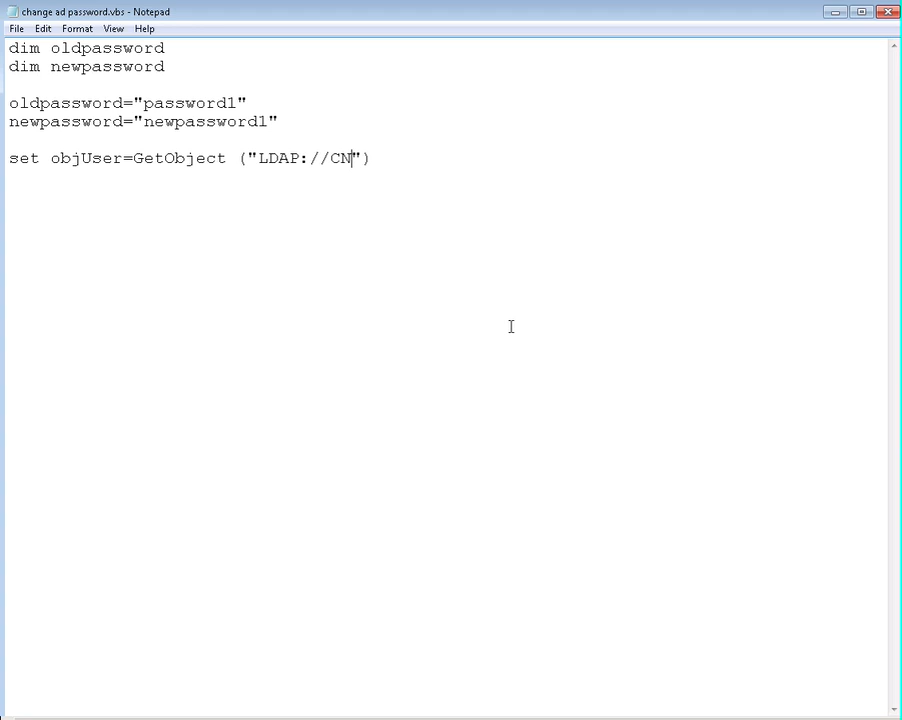 change ad password.vbs - Notepad
File Edit Format View Help
dim oldpassword
dim newpassword
oldpassword="password1"
newpassword="newpassword1"
set objUser=GetObject ("LDAP://CN")